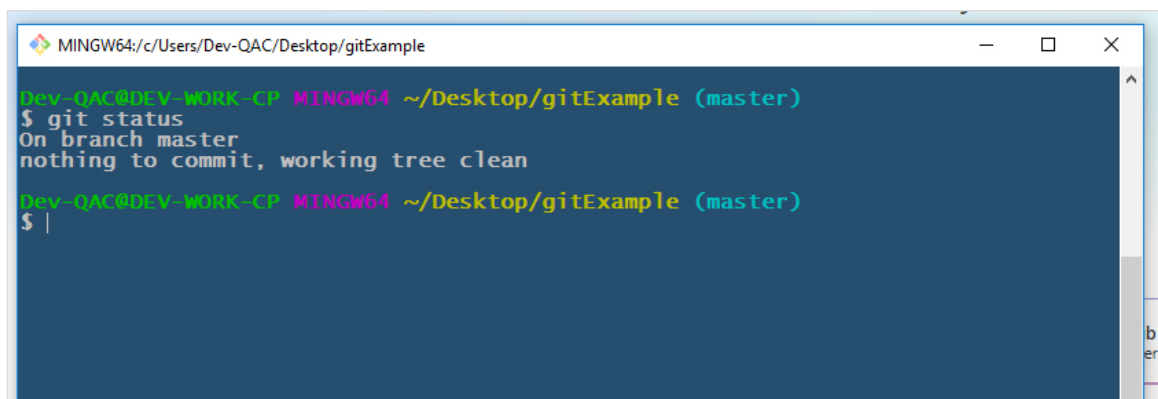 MINGW64:/c/Users/Dev-QAC/Desktop/gitExample
Dev-QAC@DEV-WORK-CP MINGW64 ~/Desktop/gitExample (master)
$ git status
On branch master
nothing to commit, working tree clean
Dev-QAC@DEV-WORK-CP MINGW64 ~/Desktop/gitExample (master)
$
b
er